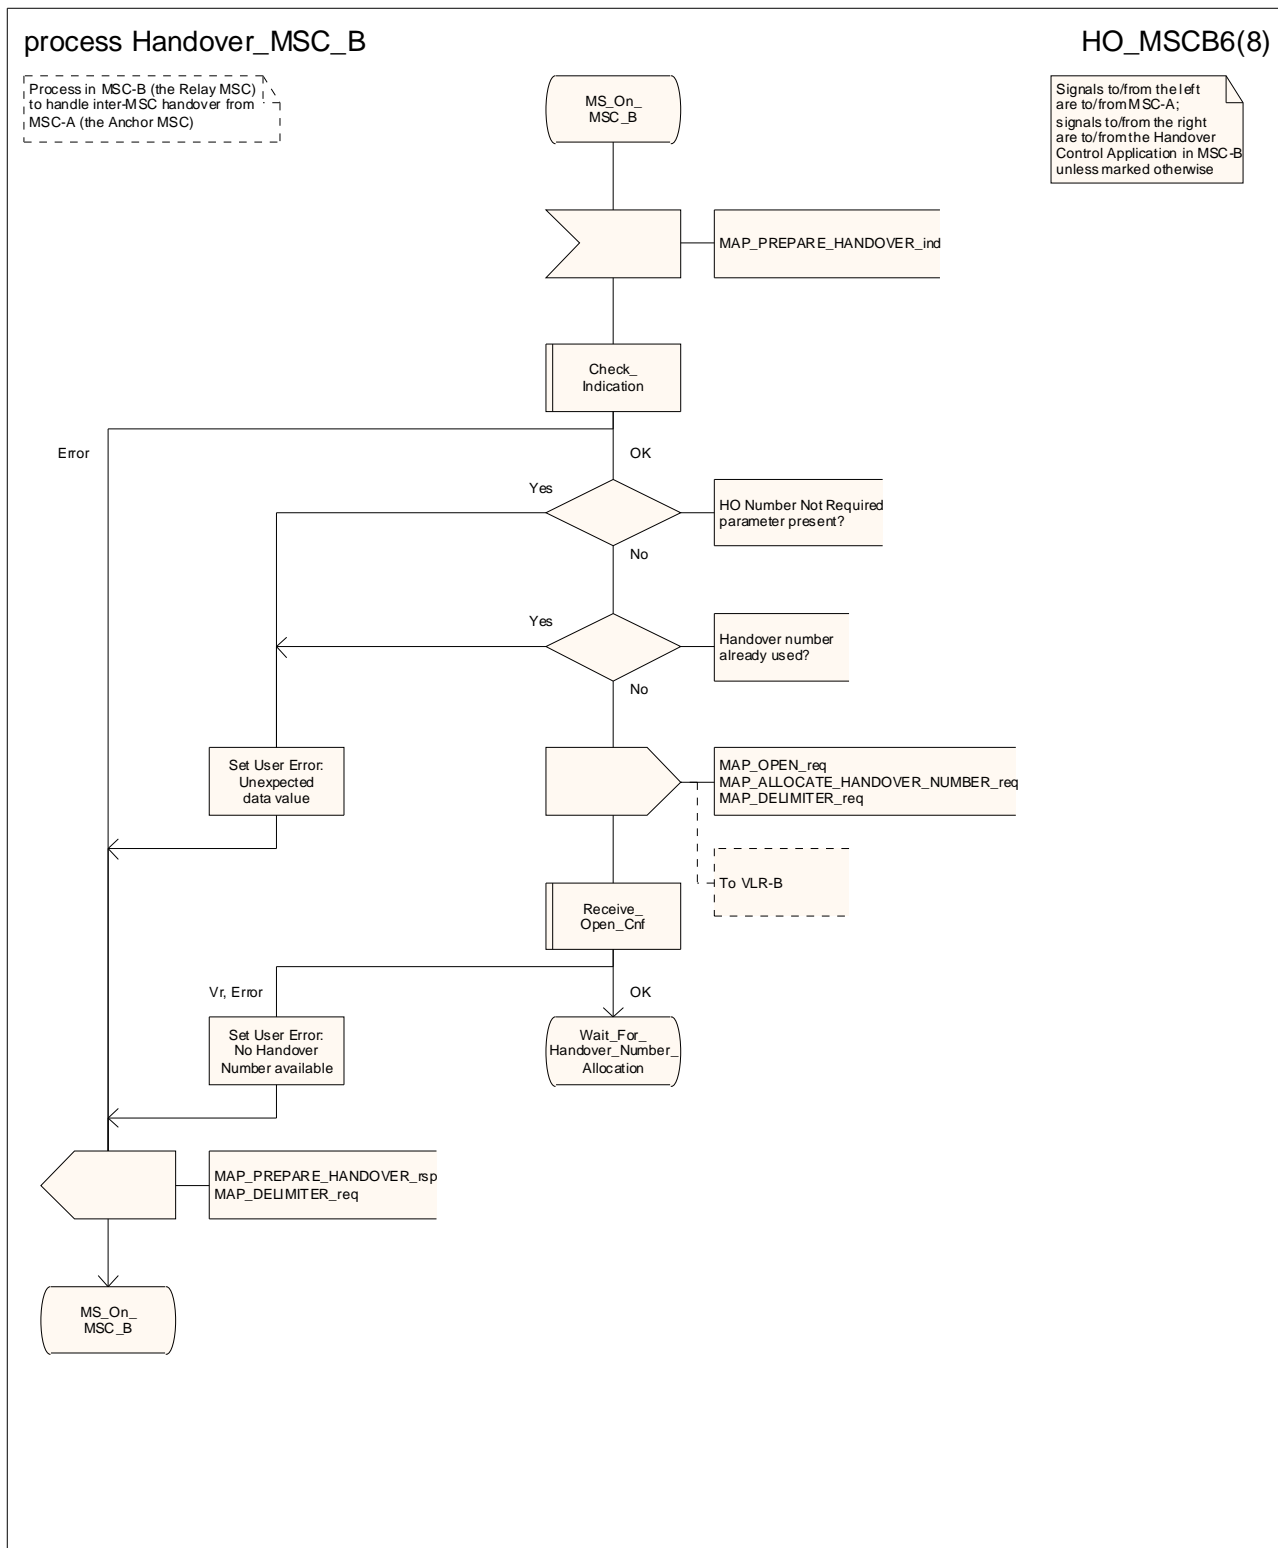 process Handover_MSC_B
HO_MSCB6(8)
Process in MSC-B (the Relay MSC)
to handle inter-MSC handover from
MSC-A (the Anchor MSC)
MS_On_
MSC_B
Signals to/from the left
are to/from MSC-A;
signals to/from the right
are to/from the Handover
Control Application in MSC-B
unless marked otherwise
MAP_PREPARE_HANDOVER_ind
Check_
Indication
Error
OK
Yes
HO Number Not Required
parameter present?
No
Yes
Handover number
already used?
No
Set User Error:
Unexpected
data value
MAP_OPEN_req
MAP_ALLOCATE_HANDOVER_NUMBER_req
MAP_DELIMITER_req
To VLR-B
Receive_
Open_Cnf
Vr, Error
OK
Set User Error:
No Handover
Number available
Wait_For_
Handover_Number_
Allocation
MAP_PREPARE_HANDOVER_rsp
MAP_DELIMITER_req
MS_On_
MSC_B